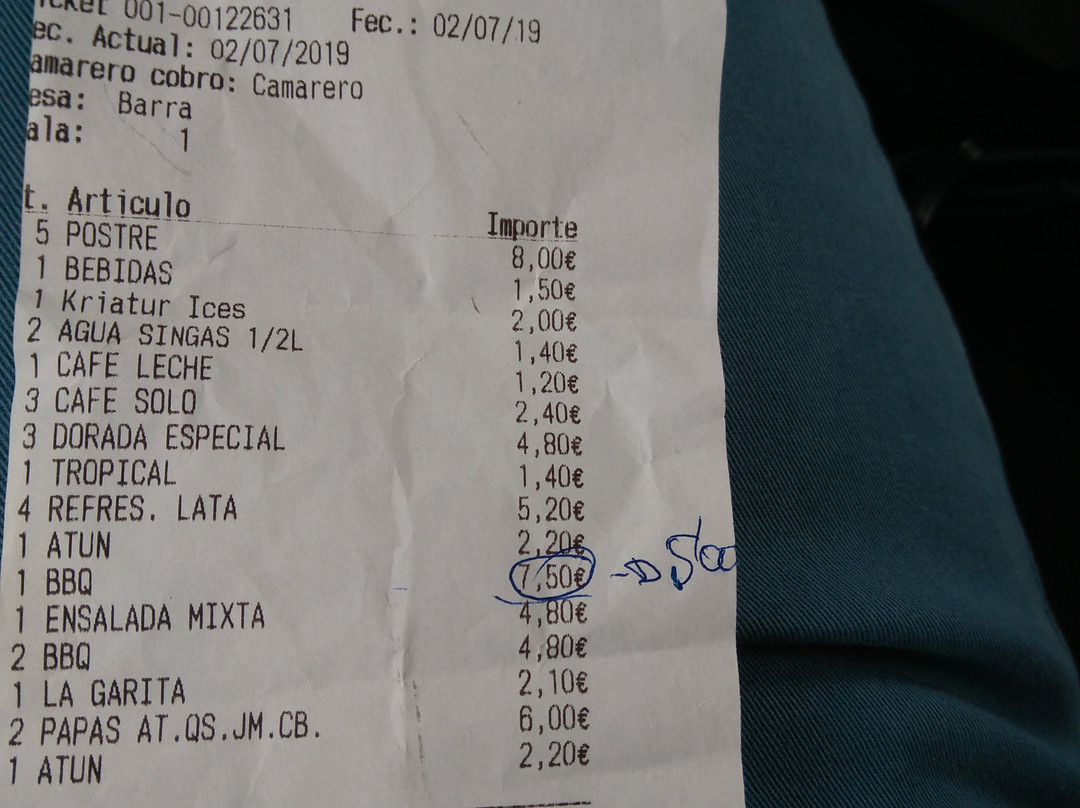 icket 001-00122631 Fec.: 02/07/19
ec. Actual: 02/07/2019
amarero cobro: Camarero
esa: Barra
ala: 1
t. Articulo Importe
5 POSTRE 8,00€
1 BEBIDAS 1,50€
1 Kriatur Ices 2,00€
2 AGUA SINGAS 1/2L 1,40€
1 CAFE LECHE 1,20€
3 CAFE SOLO 2,40€
3 DORADA ESPECIAL 4,80€
1 TROPICAL 1,40€
4 REFRES. LATA 5,20€
1 ATUN 2,20€
1 BBQ 7,50€ → 5'00
1 ENSALADA MIXTA 4,80€
2 BBQ 4,80€
1 LA GARITA 2,10€
2 PAPAS AT.QS.JM.CB. 6,00€
1 ATUN 2,20€